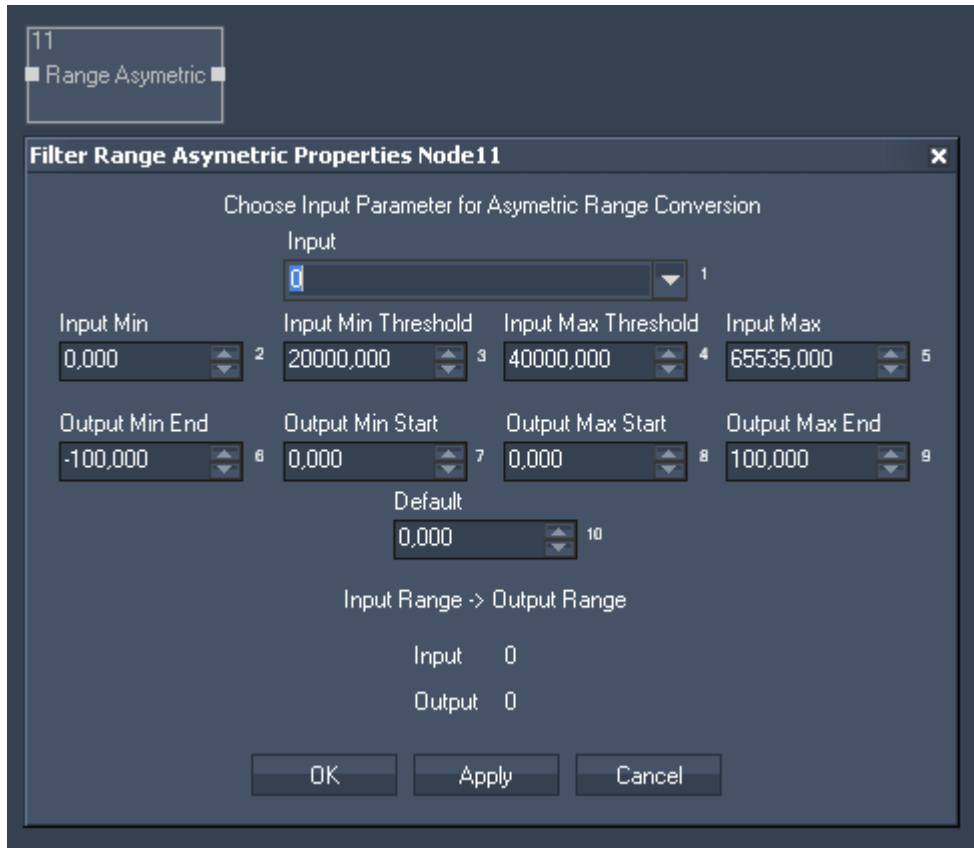 11
Range Asymetric
Filter Range Asymetric Properties Node11
Choose Input Parameter for Asymetric Range Conversion
Input
0 1
Input Min Input Min Threshold Input Max Threshold Input Max
0,000 2 20000,000 3 40000,000 4 65535,000 5
Output Min End Output Min Start Output Max Start Output Max End
-100,000 6 0,000 7 0,000 8 100,000 9
Default
0,000 10
Input Range -> Output Range
Input 0
Output 0
OK Apply Cancel